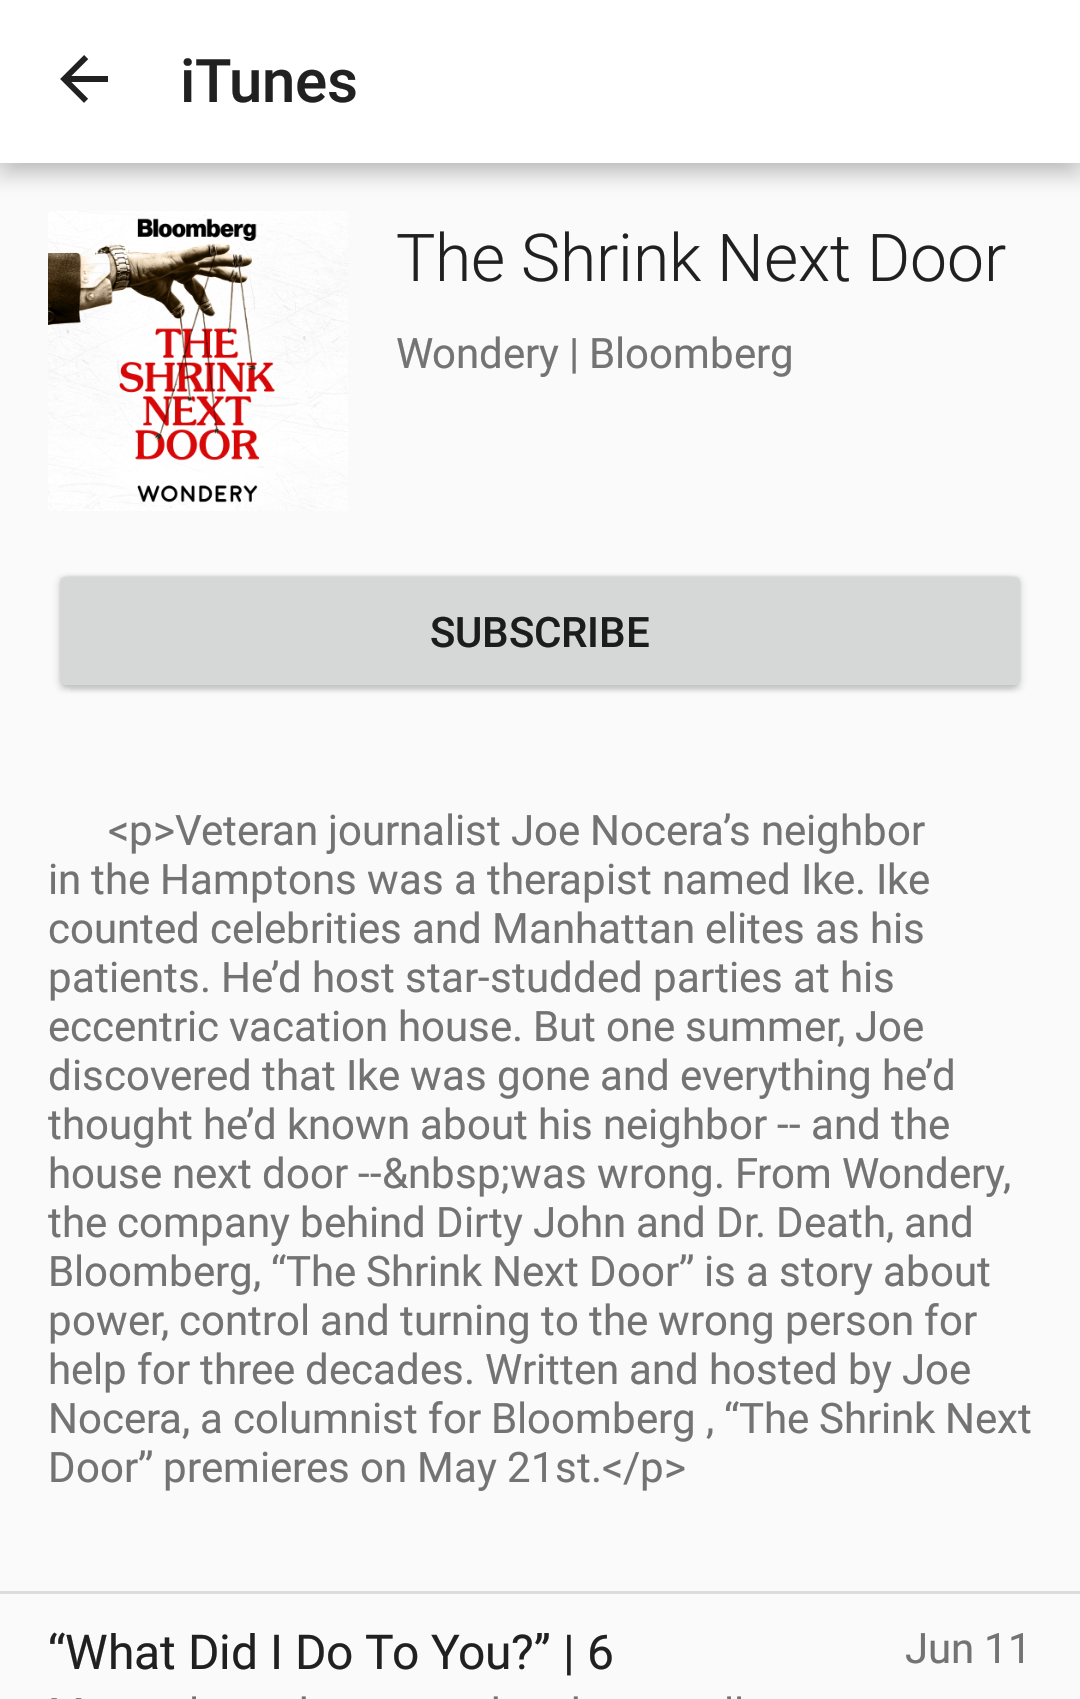 iTunes
Bloomberg
THE
SHRINK
NEXT
DOOR
WONDERY
The Shrink Next Door
Wondery | Bloomberg
SUBSCRIBE
<p>Veteran journalist Joe Nocera’s neighbor
in the Hamptons was a therapist named Ike. Ike
counted celebrities and Manhattan elites as his
patients. He’d host star-studded parties at his
eccentric vacation house. But one summer, Joe
discovered that Ike was gone and everything he’d
thought he’d known about his neighbor -- and the
house next door --&nbsp;was wrong. From Wondery,
the company behind Dirty John and Dr. Death, and
Bloomberg, “The Shrink Next Door” is a story about
power, control and turning to the wrong person for
help for three decades. Written and hosted by Joe
Nocera, a columnist for Bloomberg , “The Shrink Next
Door” premieres on May 21st.</p>
“What Did I Do To You?” | 6
Jun 11